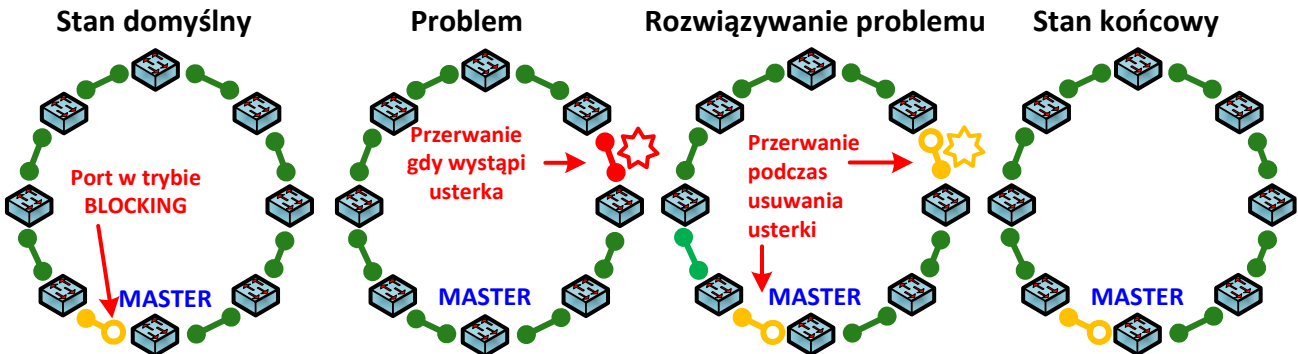 Stan domyślny
Problem
Rozwiązywanie problemu
Stan końcowy
Port w trybie
BLOCKING
MASTER
Przerwanie
gdy wystąpi
usterka
MASTER
Przerwanie
podczas
usuwania
usterki
MASTER
MASTER